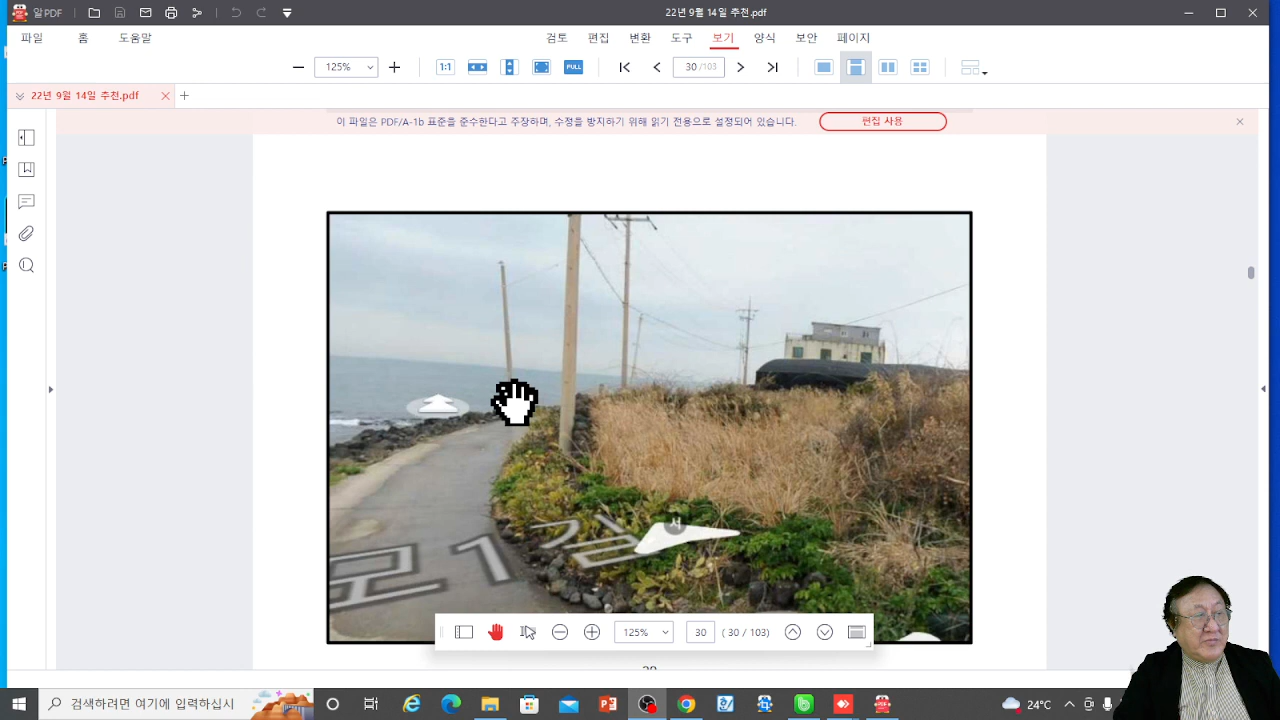 알PDF
22년 9월 14일 추천.pdf
파일 홈 도움말 검토 편집 변환 도구 보기 양식 보안 페이지
125% 1:1 FULL 30 /103
22년 9월 14일 추천.pdf
이 파일은 PDF/A-1b 표준을 준수한다고 주장하며, 수정을 방지하기 위해 읽기 전용으로 설정되어 있습니다. 편집 사용
서
로1길
125% 30 ( 30 / 103)
검색하려면 여기에 입력하십시
24°C